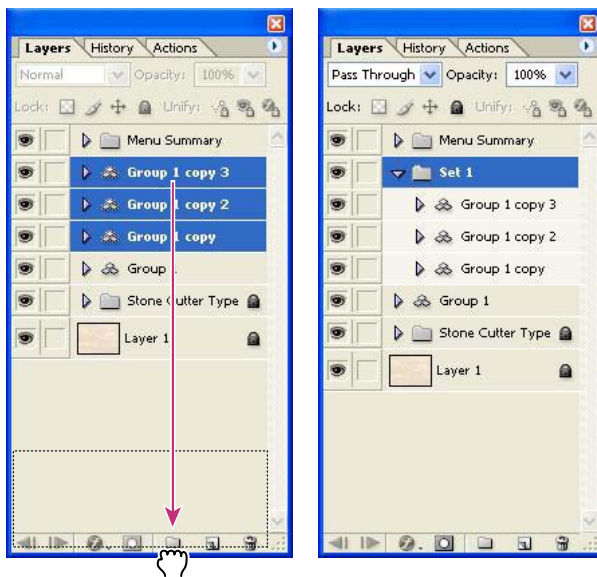 Layers History Actions
Normal Opacity: 100%
Lock: Unify:
Menu Summary
Group 1 copy 3
Group 1 copy 2
Group 1 copy
Group
Stone Cutter Type
Layer 1
Layers History Actions
Pass Through Opacity: 100%
Lock: Unify:
Menu Summary
Set 1
Group 1 copy 3
Group 1 copy 2
Group 1 copy
Group 1
Stone Cutter Type
Layer 1